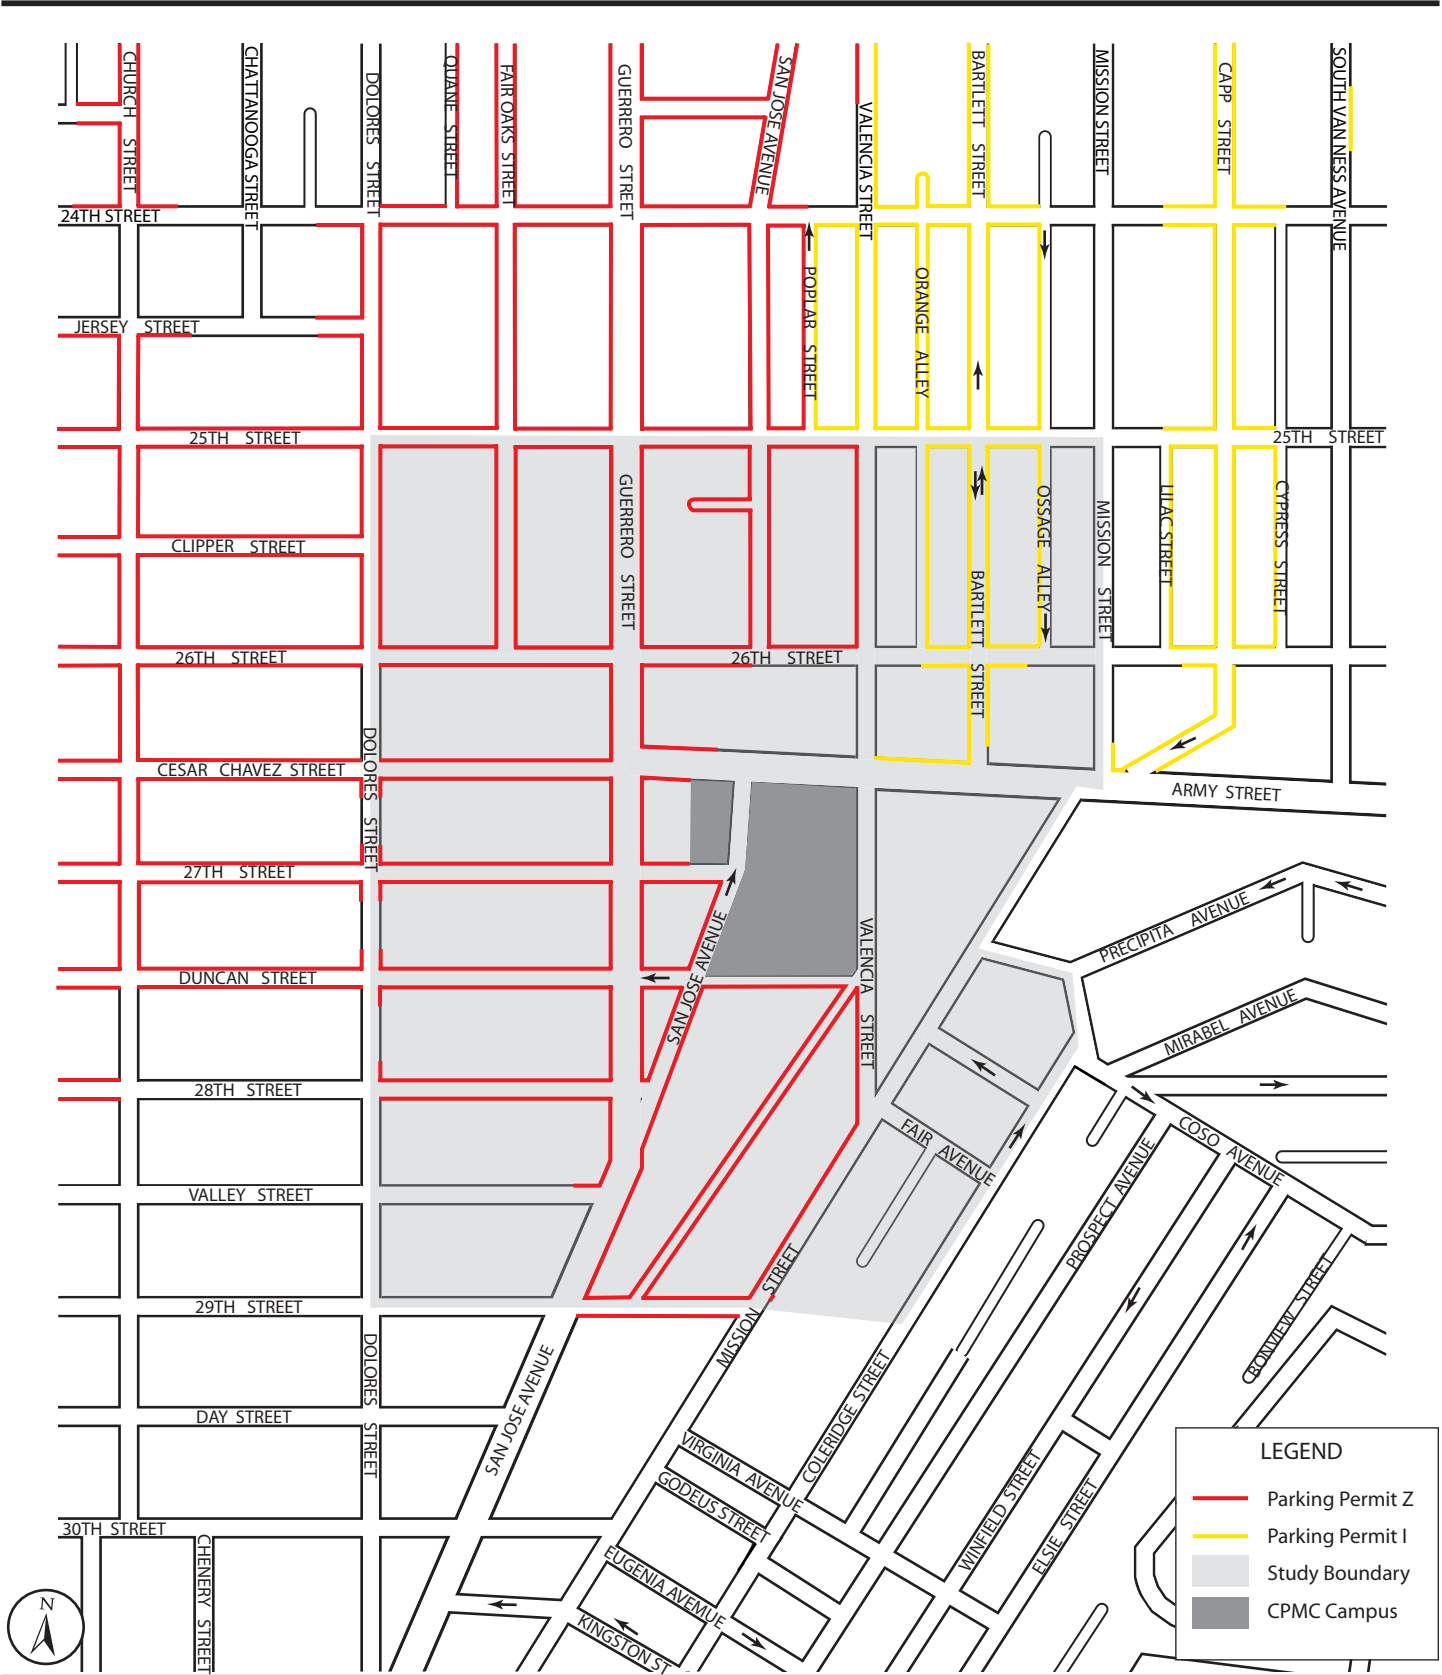 CHURCH STREET
CHATTANOOGA STREET
DOLORES STREET
QUANE STREET
FAIR OAKS STREET
GUERRERO STREET
SAN JOSE AVENUE
VALENCIA STREET
BARTLETT STREET
MISSION STREET
CAPP STREET
SOUTH VAN NESS AVENUE
24TH STREET
POPLAR STREET
ORANGE ALLEY
JERSEY STREET
25TH STREET
25TH STREET
GUERRERO STREET
BARTLETT STREET
OSSAGE ALLEY
MISSION STREET
LILAC STREET
CYPRESS STREET
CLIPPER STREET
26TH STREET
26TH STREET
DOLORES STREET
CESAR CHAVEZ STREET
ARMY STREET
27TH STREET
SAN JOSE AVENUE
VALENCIA STREET
PRECIPITA AVENUE
DUNCAN STREET
MIRABEL AVENUE
28TH STREET
FAIR AVENUE
COSO AVENUE
PROSPECT AVENUE
VALLEY STREET
29TH STREET
MISSION STREET
BONVIEW STREET
DOLORES STREET
SAN JOSE AVENUE
COLERIDGE STREET
DAY STREET
VIRGINIA AVENUE
GODEUS STREET
WINFIELD STREET
ELSIE STREET
30TH STREET
CHENERY STREET
EUGENIA AVEMUE
KINGSTON ST.
N
LEGEND
Parking Permit Z
Parking Permit I
Study Boundary
CPMC Campus